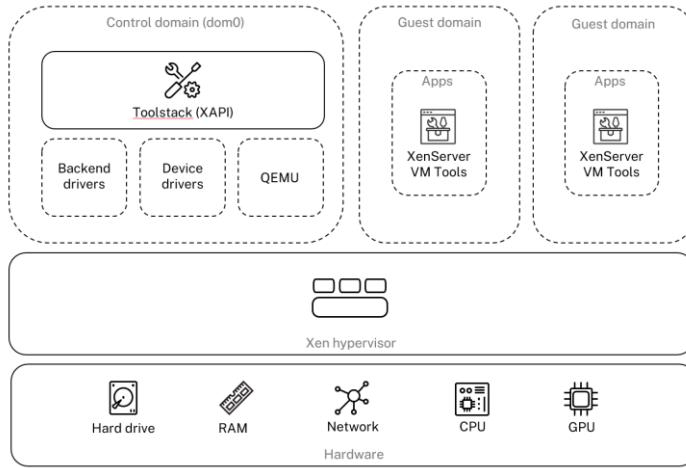 Control domain (dom0)
Toolstack (XAPI)
Backend
drivers
Device
drivers
QEMU
Guest domain
Apps
XenServer
VM Tools
Guest domain
Apps
XenServer
VM Tools
Xen hypervisor
Hard drive
RAM
Network
CPU
GPU
Hardware